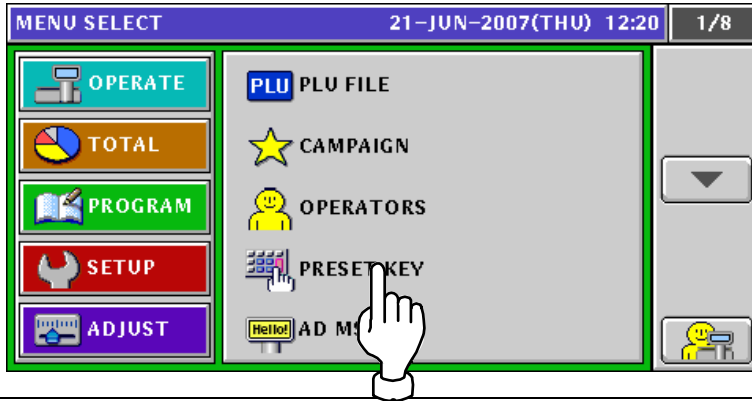 MENU SELECT 21-JUN-2007(THU) 12:20 1/8
OPERATE
TOTAL
PROGRAM
SETUP
ADJUST
PLU PLU FILE
CAMPAIGN
OPERATORS
PRESET KEY
Hello! AD